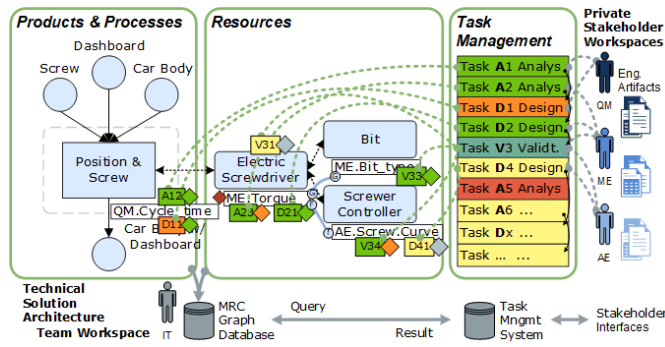 Products & Processes
Resources
Task
Management
Private
Stakeholder
Workspaces
Dashboard
Screw
Car Body
Position &
Screw
Electric
Screwdriver
Bit
Screwer
Controller
V31
ME.Bit_type
V33
A12
ME.Torque
QM.Cycle_time
A23
D21
D11
Dashboard
AE.Screw.Curve
V34
D41
G
G
F
T
Task A1 Analys
Task A2 Analys
Task D1 Design
Task D2 Design
Task V3 Validt.
Task D4 Design
Task A5 Analys
Task A6 ...
Task Dx ...
Task ... ...
Eng.
Artifacts
QM
ME
AE
Technical
Solution
Architecture
Team Workspace
IT
MRC
Graph
Database
Query
Result
Task
Mngmt
System
Stakeholder
Interfaces